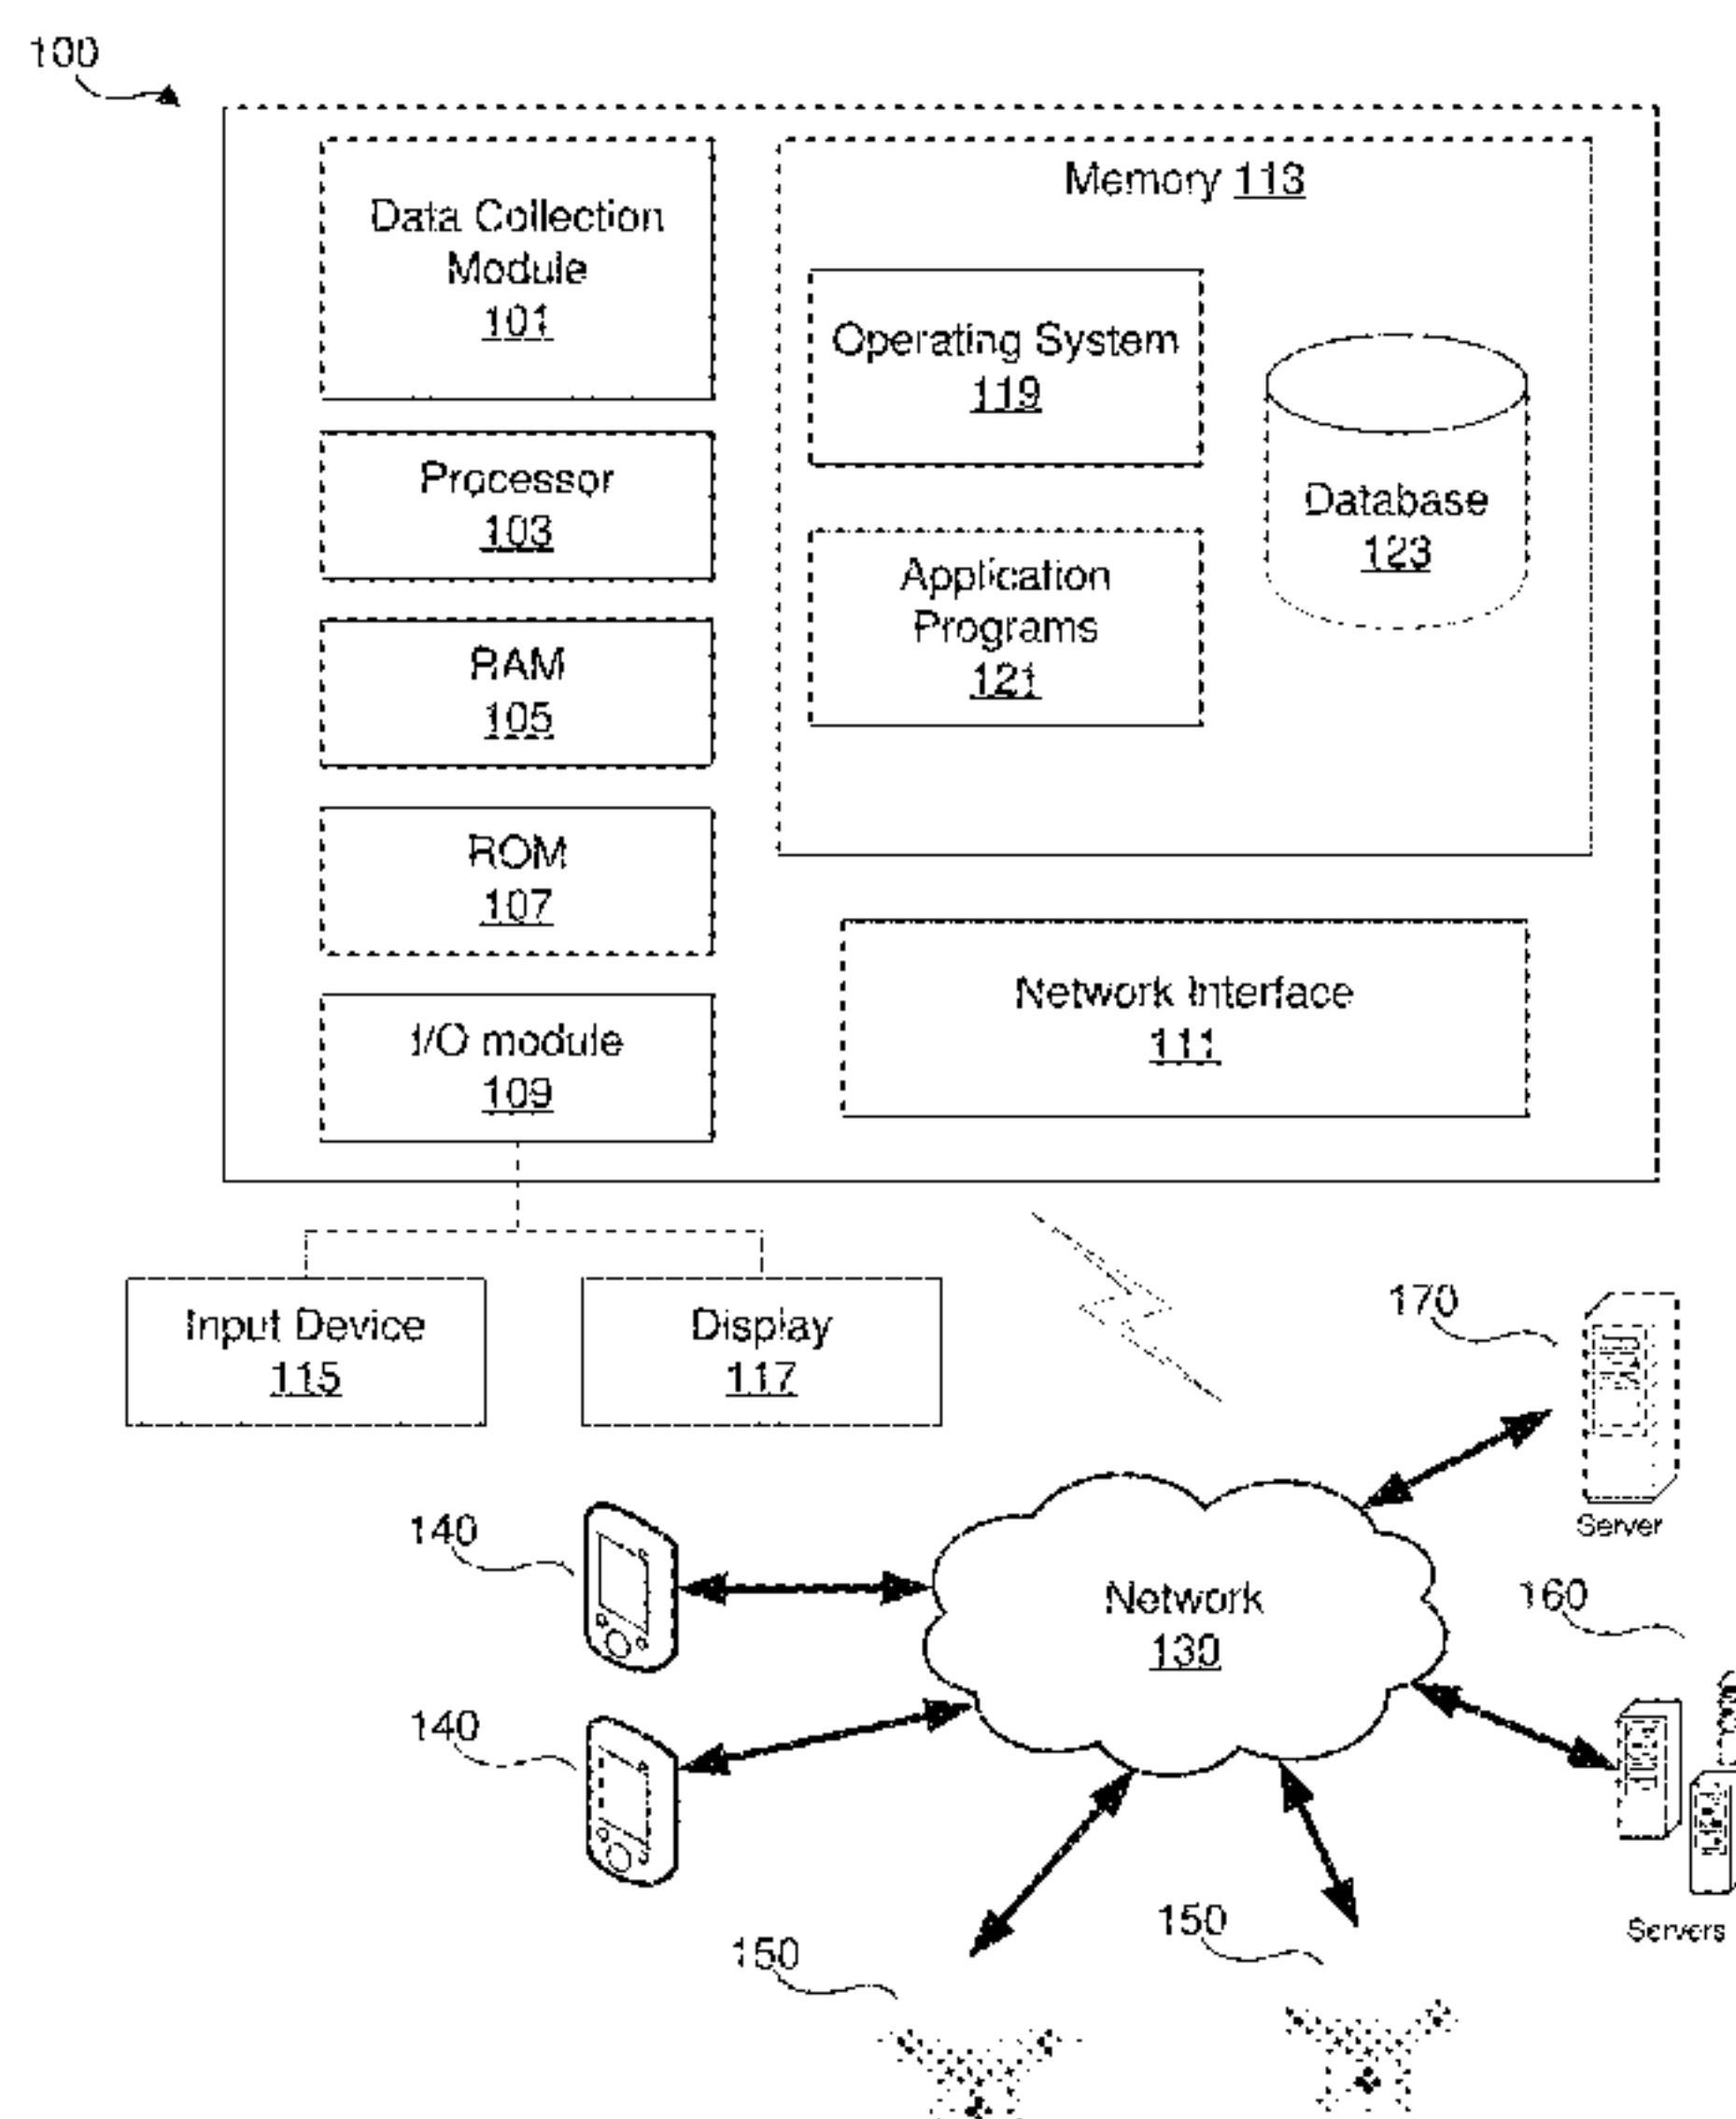 100
Data Collection
Module
101
Processor
103
RAM
105
ROM
107
I/O module
109
Memory 113
Operating System
119
Application
Programs
121
Database
123
Network Interface
111
Input Device
115
Display
117
170
Server
140
140
Network
130
160
Servers
150
150